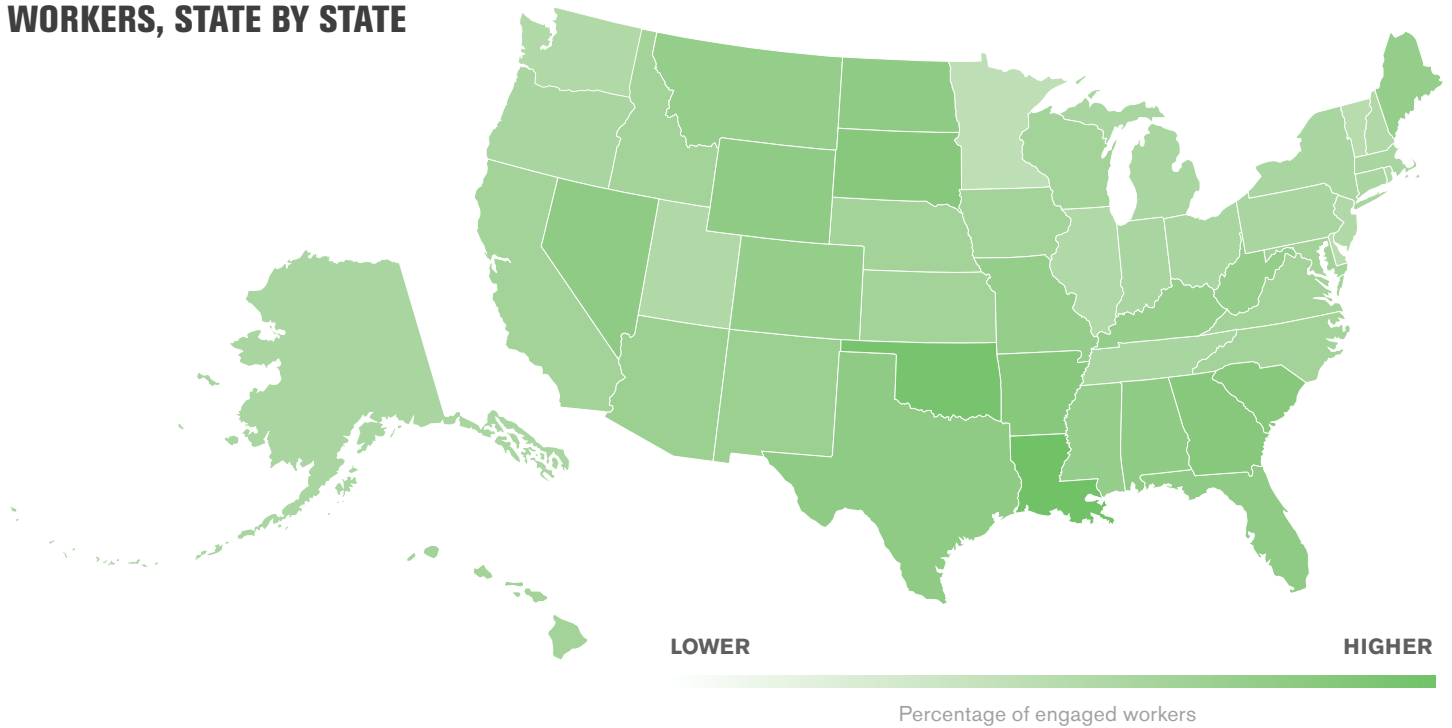 WORKERS, STATE BY STATE
LOWER
HIGHER
Percentage of engaged workers